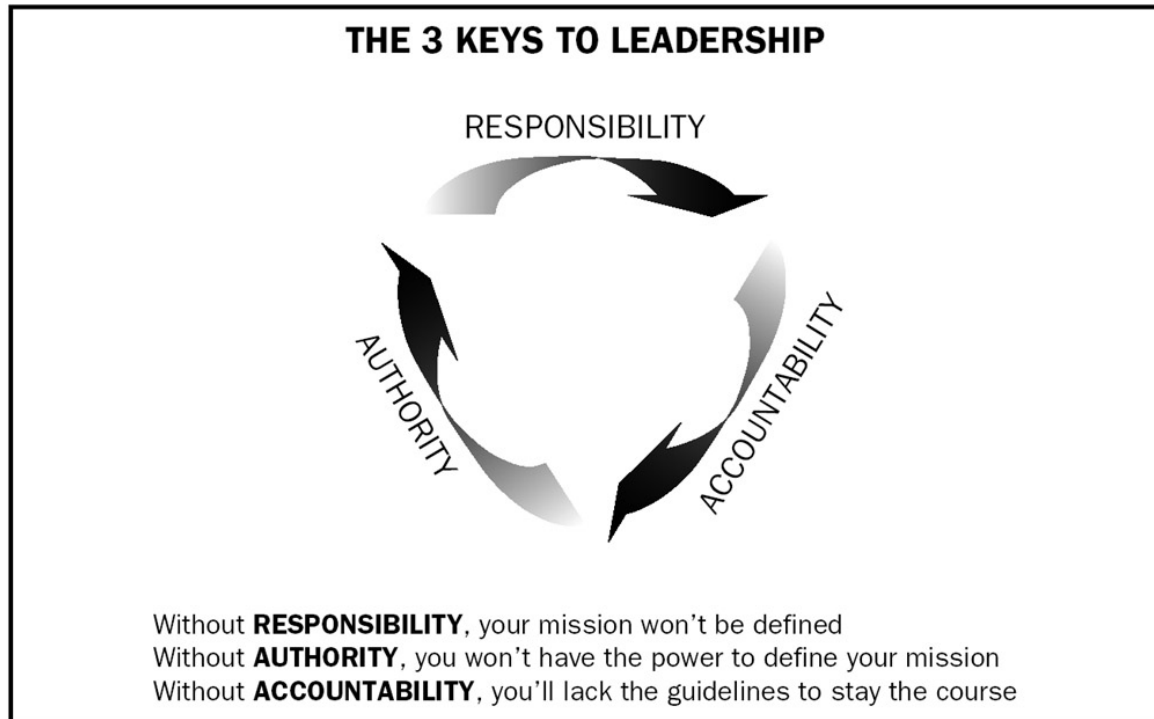 THE 3 KEYS TO LEADERSHIP
RESPONSIBILITY
AUTHORITY
ACCOUNTABILITY
Without RESPONSIBILITY, your mission won’t be defined
Without AUTHORITY, you won’t have the power to define your mission
Without ACCOUNTABILITY, you’ll lack the guidelines to stay the course